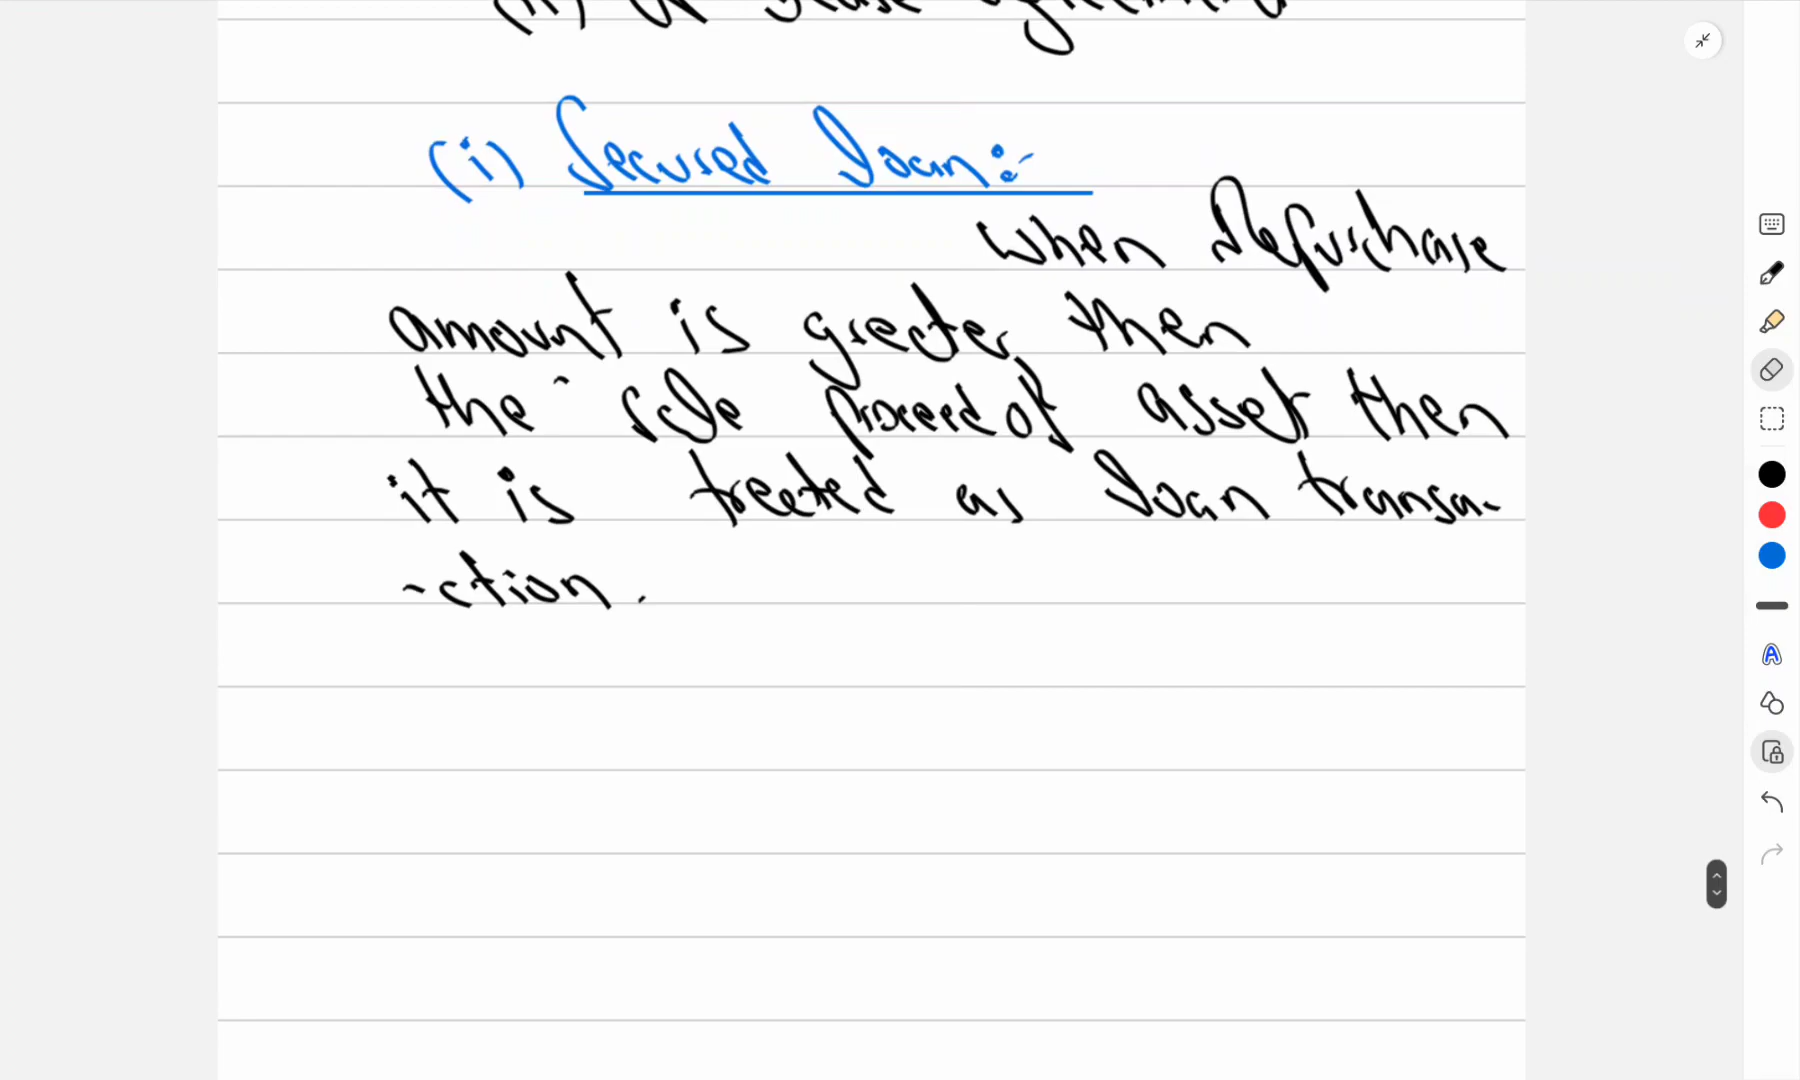 (i) Secured Loan:-
when Repurchase
amount is greater then
the sale proceed of asset then
it is treated as loan transa-
-ction.